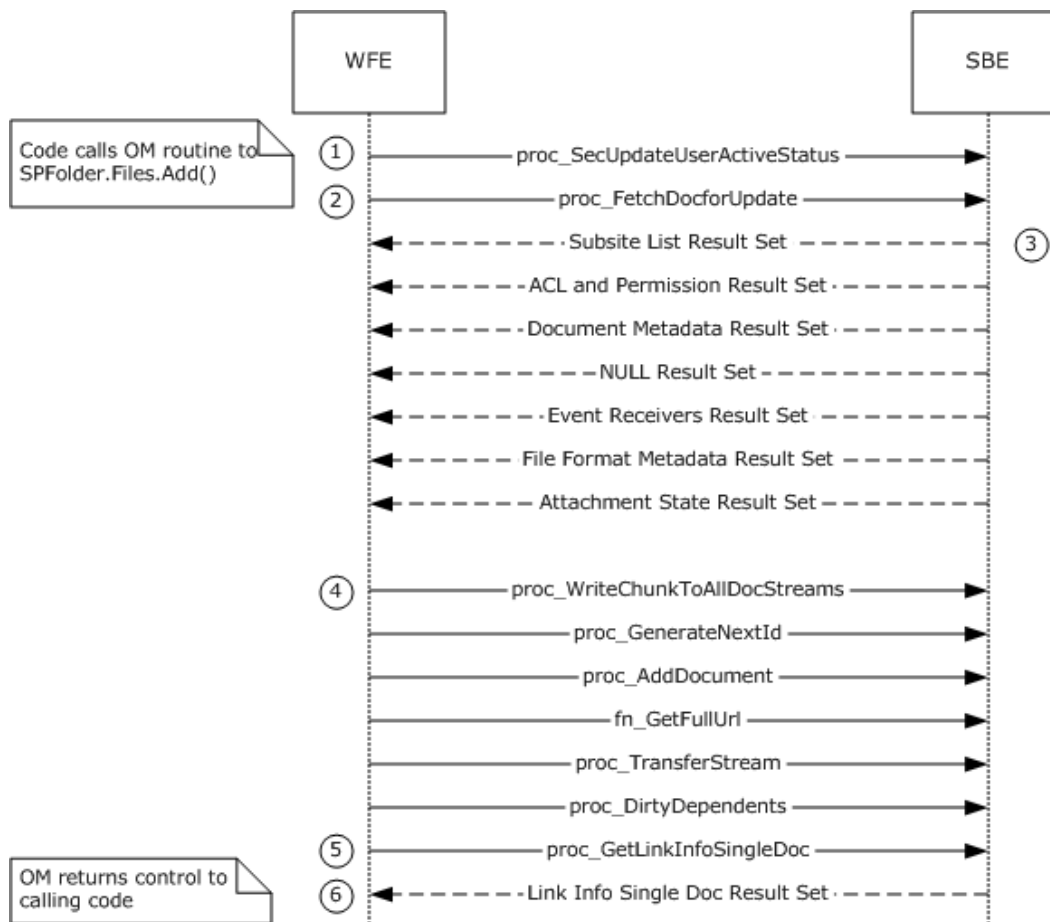 WFE
SBE
Code calls OM routine to
SPFolder.Files.Add()
1
proc_SecUpdateUserActiveStatus
2
proc_FetchDocforUpdate
Subsite List Result Set
3
ACL and Permission Result Set
Document Metadata Result Set
NULL Result Set
Event Receivers Result Set
File Format Metadata Result Set
Attachment State Result Set
4
proc_WriteChunkToAllDocStreams
proc_GenerateNextId
proc_AddDocument
fn_GetFullUrl
proc_TransferStream
proc_DirtyDependents
5
proc_GetLinkInfoSingleDoc
OM returns control to
calling code
6
Link Info Single Doc Result Set